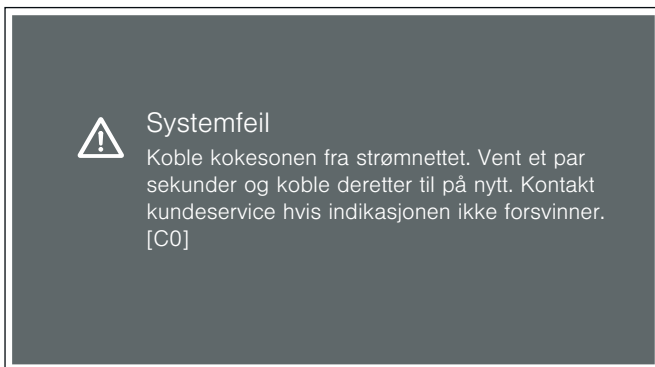 Systemfeil
Koble kokesonen fra strømnettet. Vent et par
sekunder og koble deretter til på nytt. Kontakt
kundeservice hvis indikasjonen ikke forsvinner.
[C0]